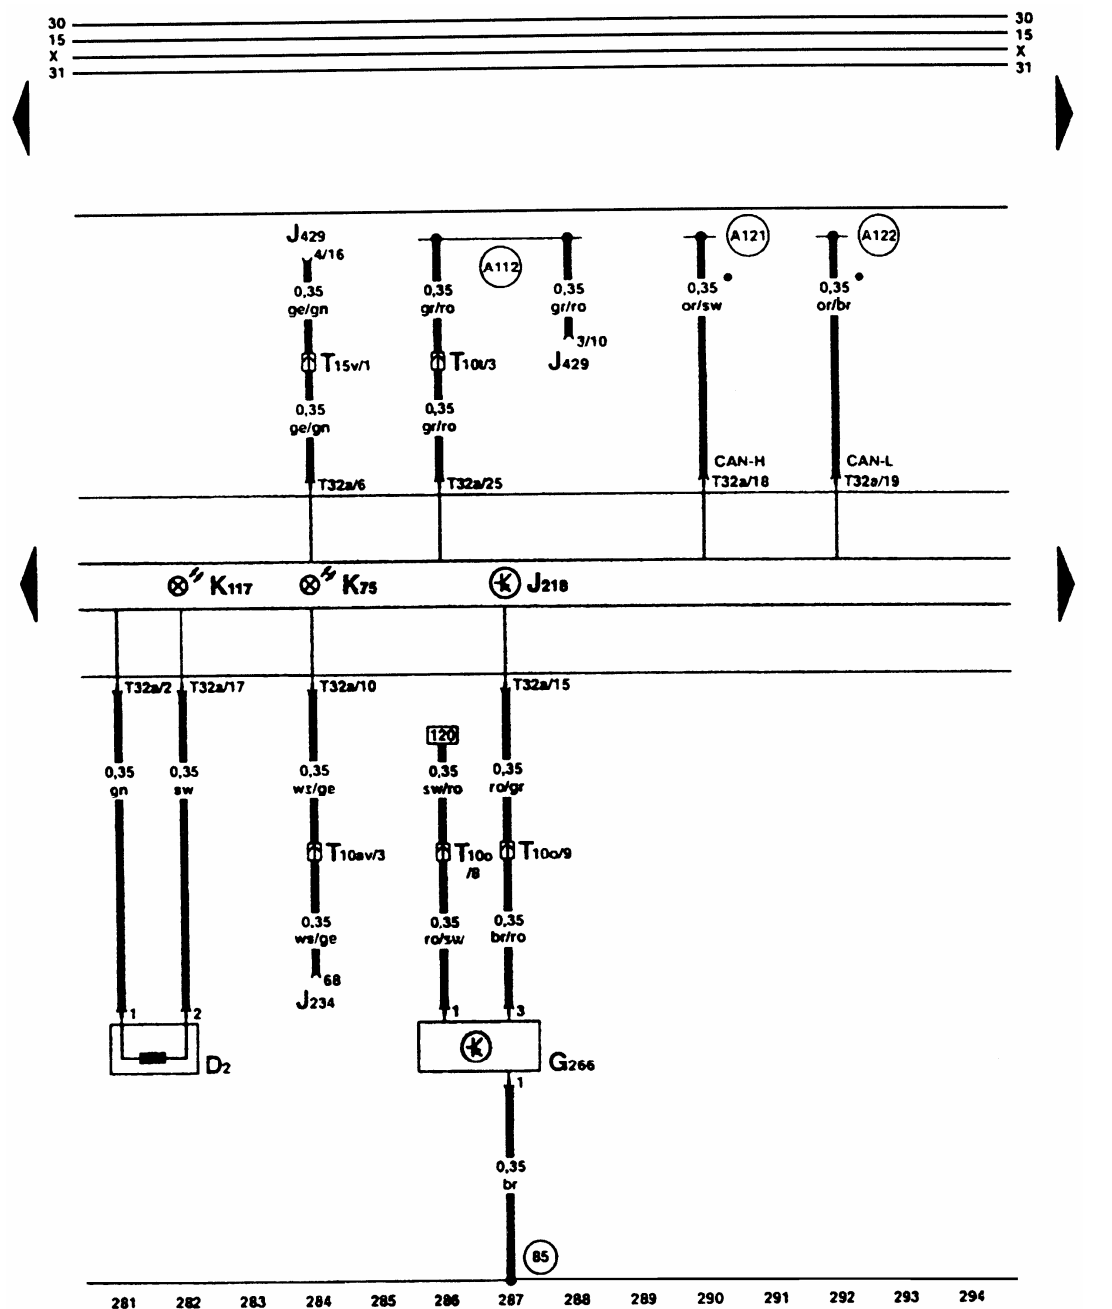 30 30
15 15
X X
31 31
J429
4/16
A112
A121
A122
0,35 0,35 0,35 0,35 0,35
ge/gn gr/ro gr/ro or/sw or/br
3/10
J429
T15v/1 T10l/3
0,35 0,35
ge/gn gr/ro
CAN-H CAN-L
T32a/6 T32a/25 T32a/18 T32a/19
K117 K75 J218
T32a/2 T32a/17 T32a/10 T32a/15
120
0,35 0,35 0,35 0,35 0,35
gn sw ws/ge sw/ro ro/gr
T10av/3 T10o T10o/9
/8
0,35 0,35 0,35
ws/ge ro/sw br/ro
68
J234
1 2 1 3
D2 G266
1
0,35
br
85
281 282 283 284 285 286 287 288 289 290 291 292 293 294